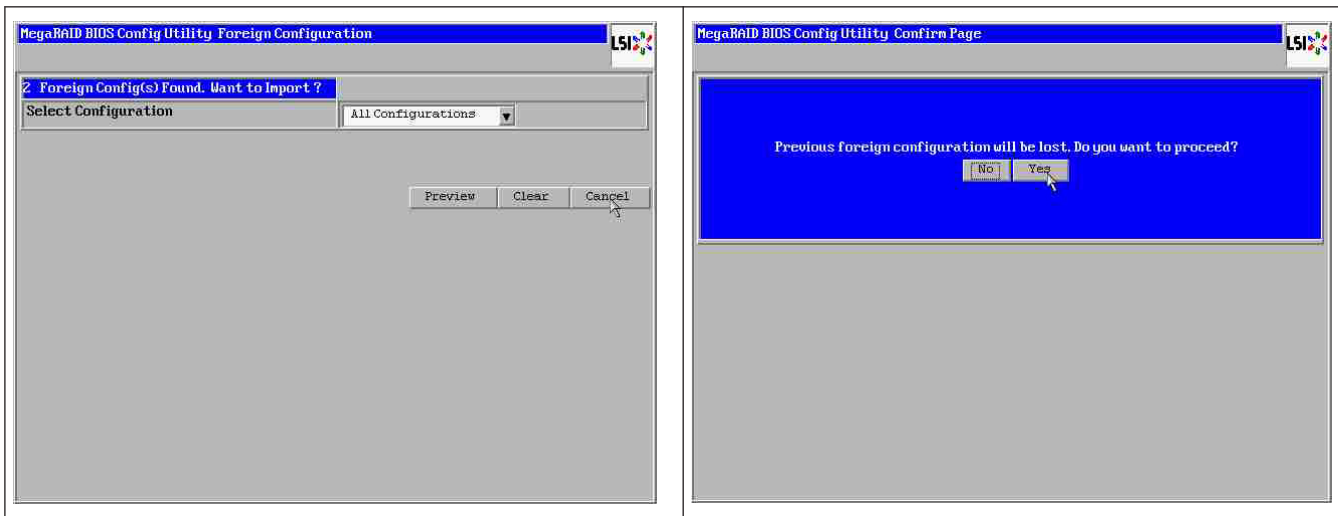 MegaRAID BIOS Config Utility Foreign Configuration
LSI
2 Foreign Config(s) Found. Want to Import ?
Select Configuration
All Configurations
Preview
Clear
Cancel
MegaRAID BIOS Config Utility Confirm Page
LSI
Previous foreign configuration will be lost. Do you want to proceed?
No
Yes